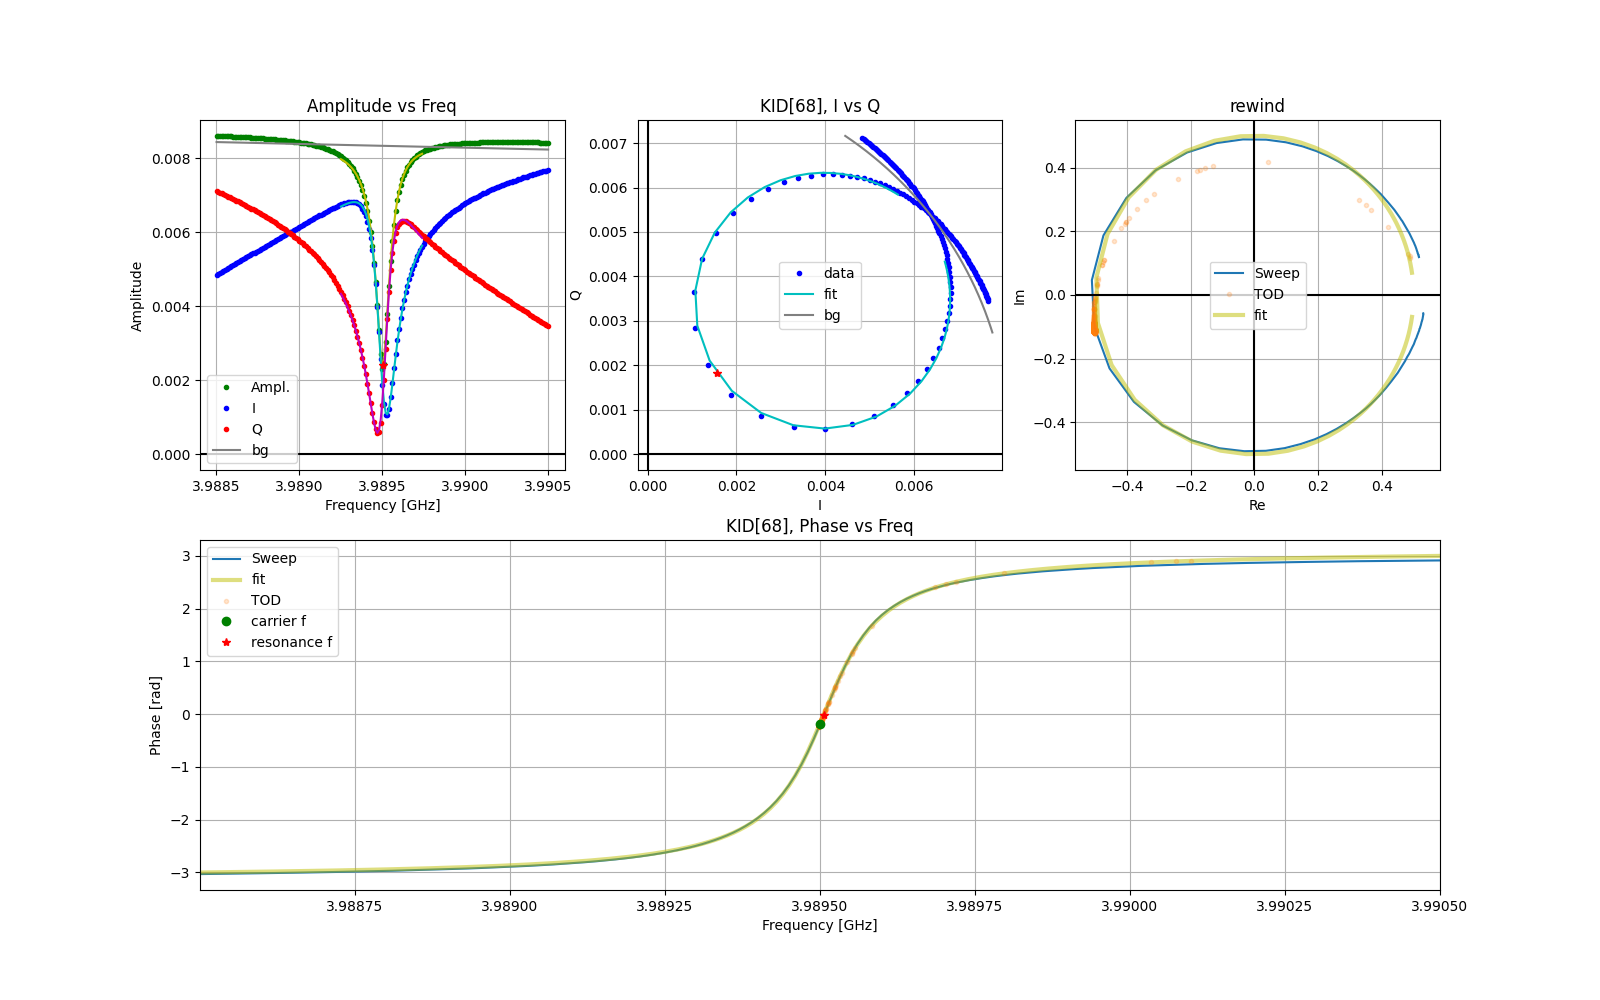 Amplitude vs Freq
Amplitude
0.008
0.006
0.004
0.002
0.000
Ampl.
I
Q
bg
3.9885 3.9890 3.9895 3.9900 3.9905
Frequency [GHz]
KID[68], I vs Q
Q
0.007
0.006
0.005
0.004
0.003
0.002
0.001
0.000
data
fit
bg
0.000 0.002 0.004 0.006
I
rewind
Im
0.4
0.2
0.0
−0.2
−0.4
Sweep
TOD
fit
−0.4 −0.2 0.0 0.2 0.4
Re
KID[68], Phase vs Freq
Phase [rad]
3
2
1
0
−1
−2
−3
Sweep
fit
TOD
carrier f
resonance f
3.98875 3.98900 3.98925 3.98950 3.98975 3.99000 3.99025 3.99050
Frequency [GHz]